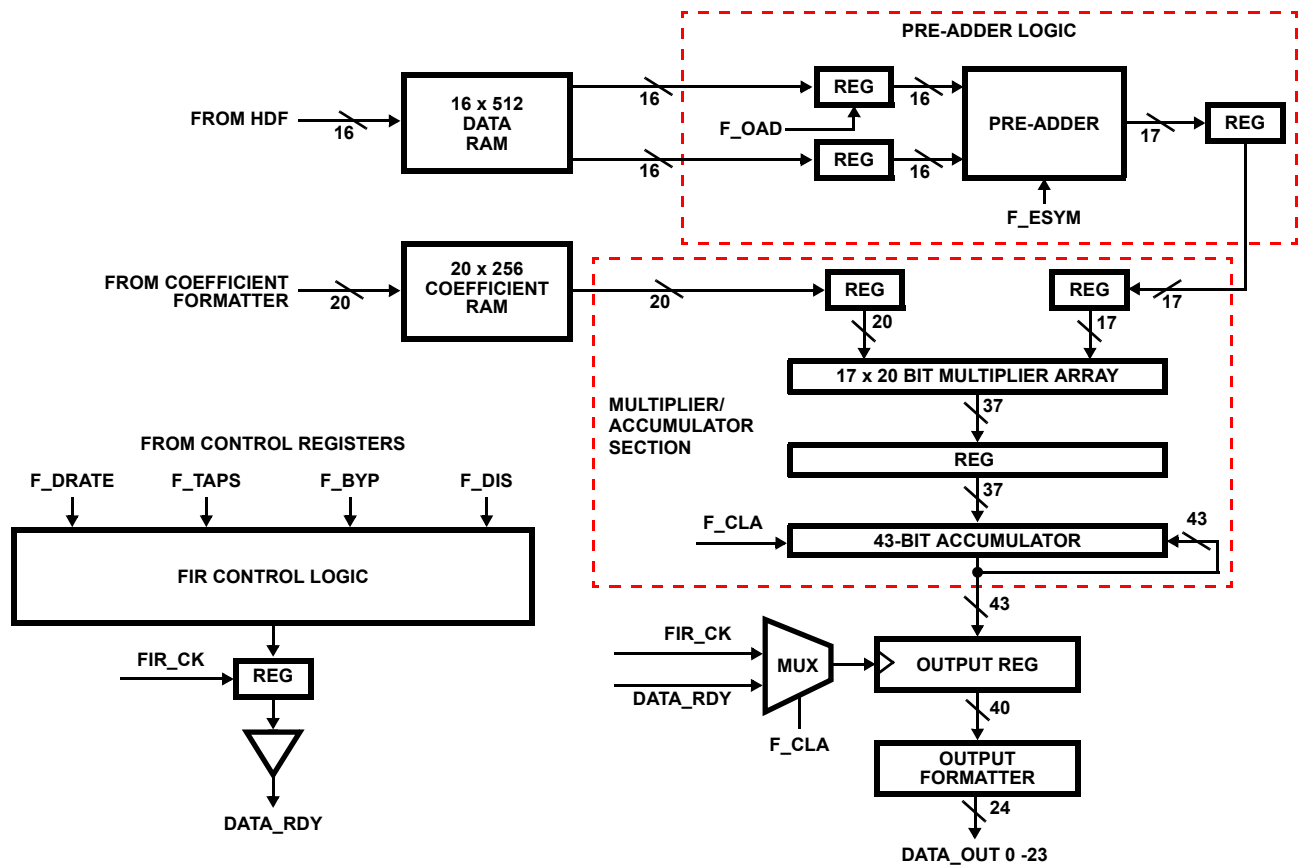 PRE-ADDER LOGIC
FROM HDF
16
16 x 512
DATA
RAM
16
16
F_OAD
REG
REG
16
16
PRE-ADDER
F_ESYM
17
REG
FROM COEFFICIENT
FORMATTER
20
20 x 256
COEFFICIENT
RAM
20
REG
REG
17
20
17
17 x 20 BIT MULTIPLIER ARRAY
37
MULTIPLIER/
ACCUMULATOR
SECTION
REG
37
F_CLA
43-BIT ACCUMULATOR
43
43
FROM CONTROL REGISTERS
F_DRATE
F_TAPS
F_BYP
F_DIS
FIR CONTROL LOGIC
FIR_CK
REG
DATA_RDY
FIR_CK
DATA_RDY
MUX
F_CLA
OUTPUT REG
40
OUTPUT
FORMATTER
24
DATA_OUT 0 -23